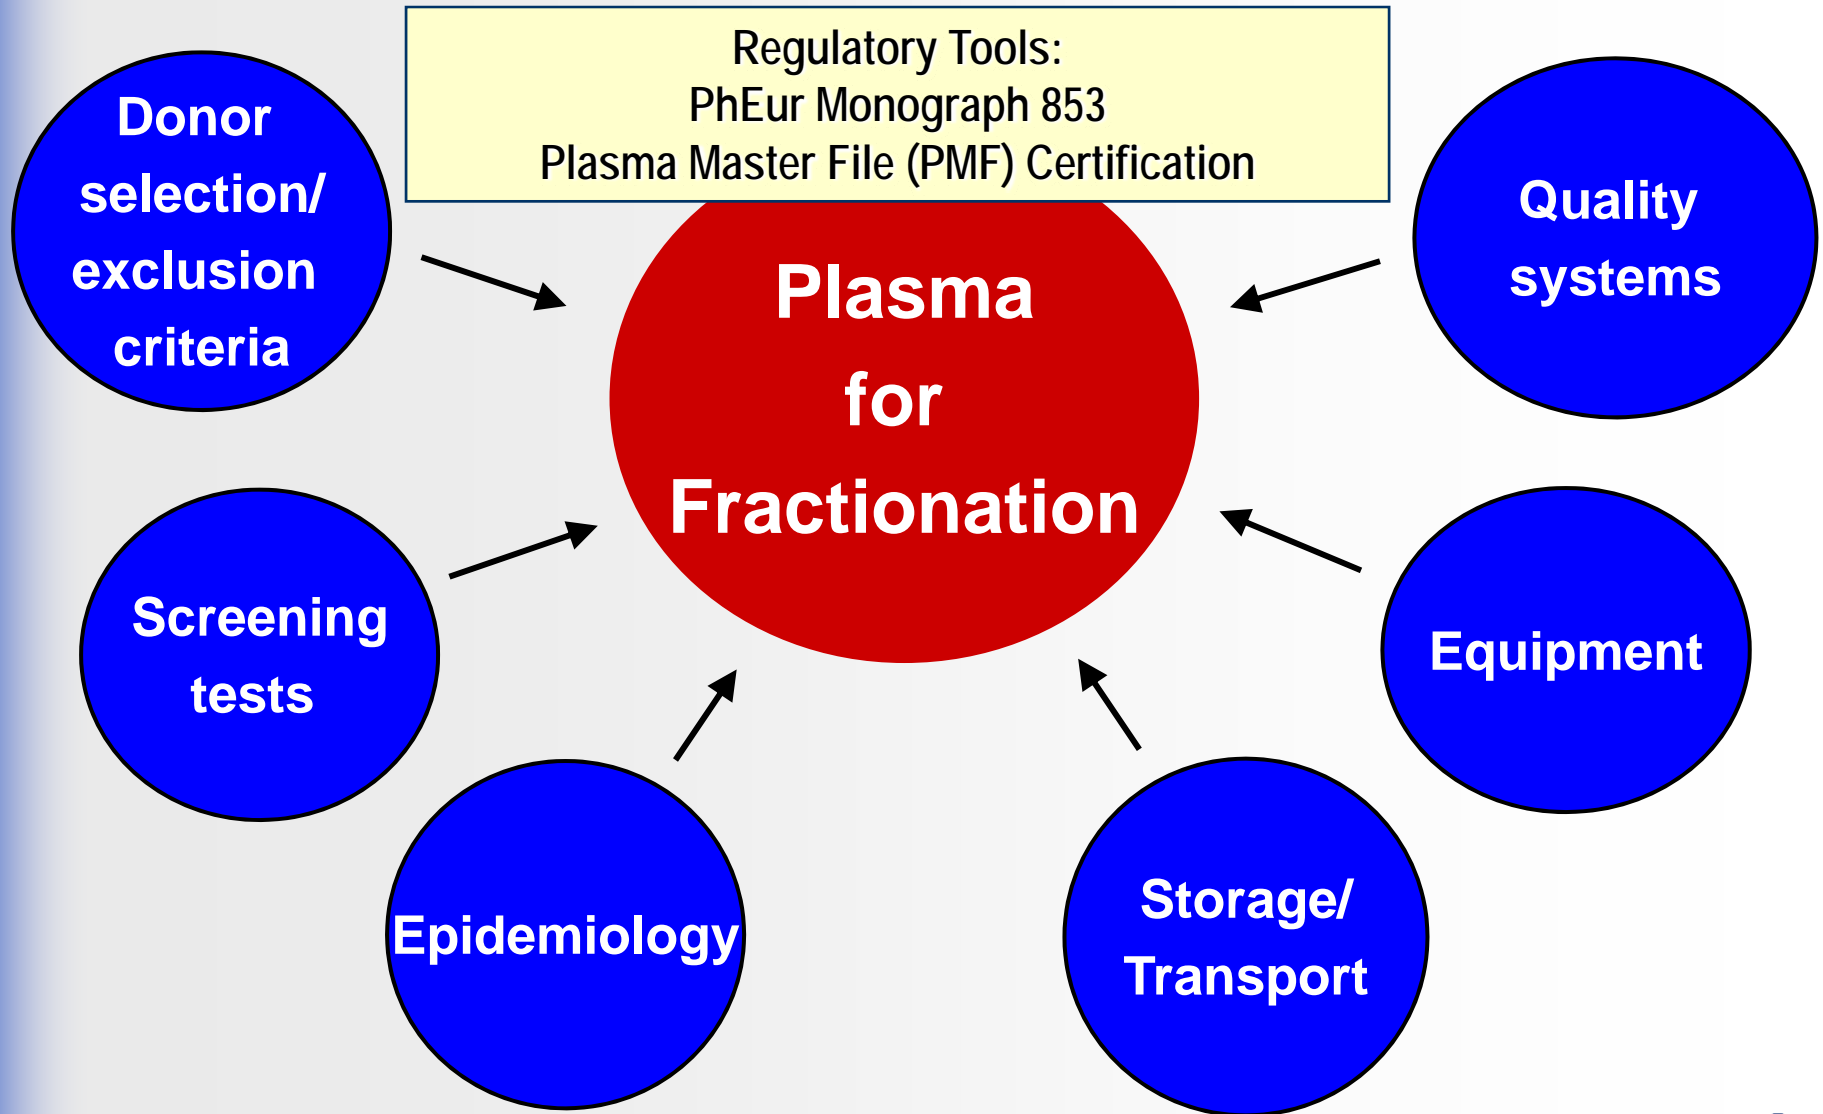 Regulatory Tools:
PhEur Monograph 853
Plasma Master File (PMF) Certification
Donor
selection/
exclusion
criteria
Plasma
for
Fractionation
Quality
systems
Screening
tests
Equipment
Epidemiology
Storage/
Transport